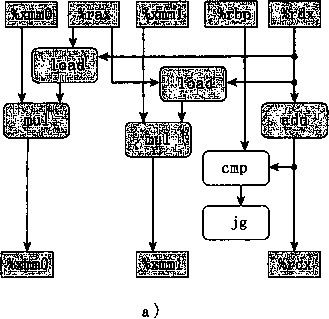 %xmm0 %rax %xmm1 %rbp %rdx
load
load
mul
mul
add
cmp
jg
%xmm0 %xmm1 %rdx
a)